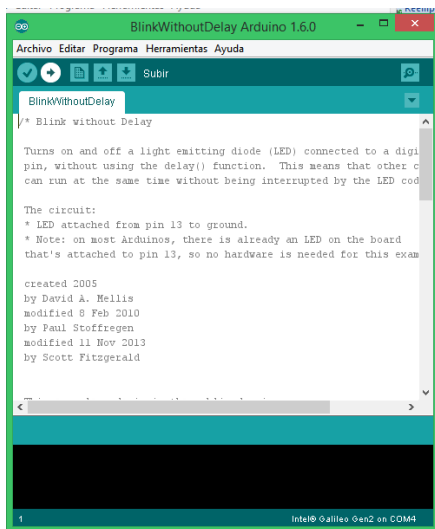 BlinkWithoutDelay Arduino 1.6.0
Archivo Editar Programa Herramientas Ayuda
Subir
BlinkWithoutDelay
/* Blink without Delay
Turns on and off a light emitting diode (LED) connected to a digi
pin, without using the delay() function. This means that other c
can run at the same time without being interrupted by the LED cod
The circuit:
* LED attached from pin 13 to ground.
* Note: on most Arduinos, there is already an LED on the board
that's attached to pin 13, so no hardware is needed for this exam
created 2005
by David A. Mellis
modified 8 Feb 2010
by Paul Stoffregen
modified 11 Nov 2013
by Scott Fitzgerald
1
Intel® Galileo Gen2 on COM4